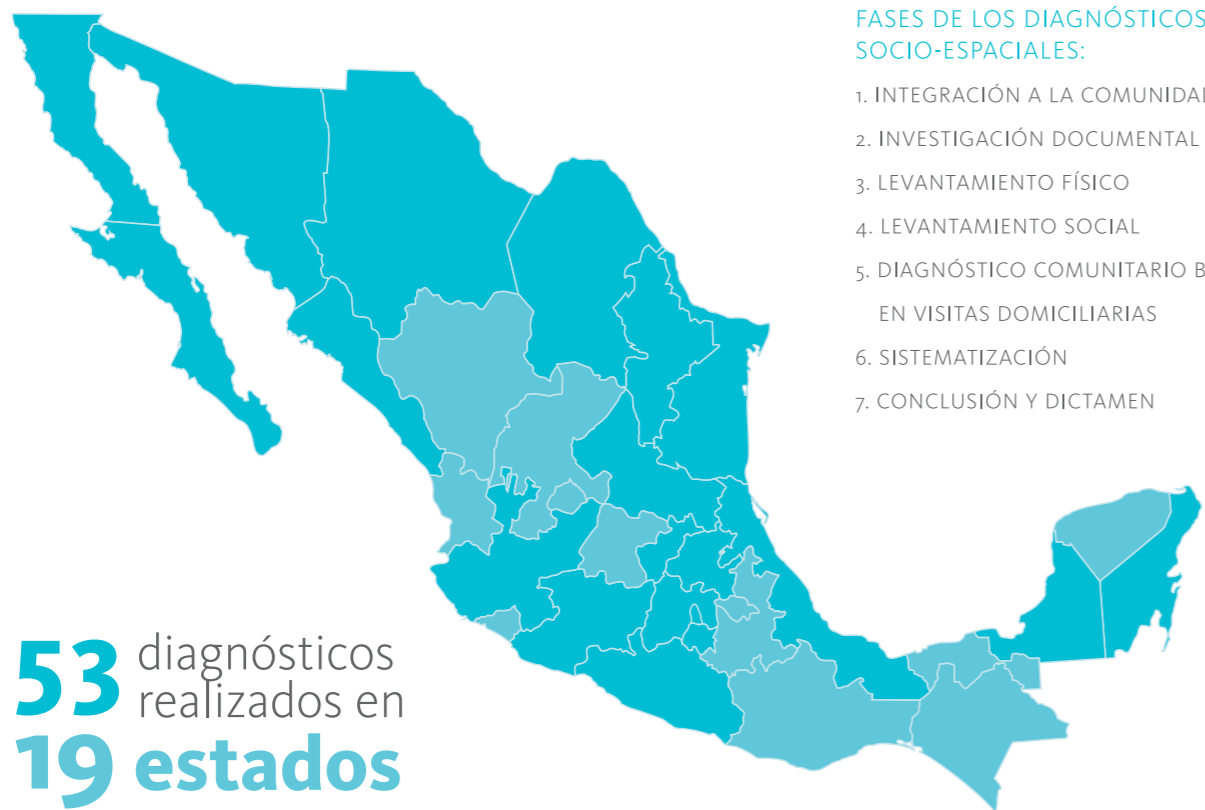 FASES DE LOS DIAGNÓSTICOS
SOCIO-ESPACIALES:
1. INTEGRACIÓN A LA COMUNIDAD
2. INVESTIGACIÓN DOCUMENTAL
3. LEVANTAMIENTO FÍSICO
4. LEVANTAMIENTO SOCIAL
5. DIAGNÓSTICO COMUNITARIO
EN VISITAS DOMICILIARIAS
6. SISTEMATIZACIÓN
7. CONCLUSIÓN Y DICTAMEN
53 diagnósticos
realizados en
19 estados